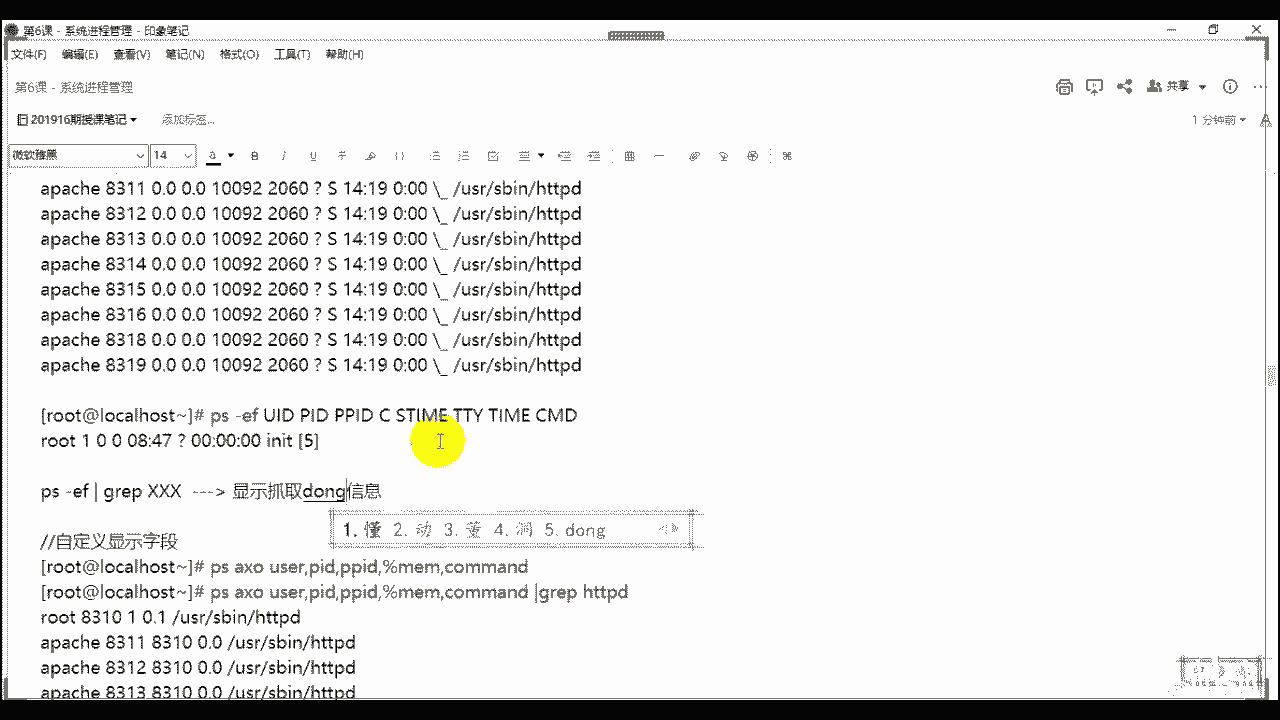 第6课 - 系统进程管理 - 印象笔记
文件(F) 编辑(E) 查看(V) 笔记(N) 格式(O) 工具(T) 帮助(H)
第6课 - 系统进程管理
共享
201916期授课笔记 添加标签...
1 分钟前
微软雅黑 14
apache 8311 0.0 0.0 10092 2060 ? S 14:19 0:00 \_ /usr/sbin/httpd
apache 8312 0.0 0.0 10092 2060 ? S 14:19 0:00 \_ /usr/sbin/httpd
apache 8313 0.0 0.0 10092 2060 ? S 14:19 0:00 \_ /usr/sbin/httpd
apache 8314 0.0 0.0 10092 2060 ? S 14:19 0:00 \_ /usr/sbin/httpd
apache 8315 0.0 0.0 10092 2060 ? S 14:19 0:00 \_ /usr/sbin/httpd
apache 8316 0.0 0.0 10092 2060 ? S 14:19 0:00 \_ /usr/sbin/httpd
apache 8318 0.0 0.0 10092 2060 ? S 14:19 0:00 \_ /usr/sbin/httpd
apache 8319 0.0 0.0 10092 2060 ? S 14:19 0:00 \_ /usr/sbin/httpd
[root@localhost~]# ps -ef UID PID PPID C STIME TTY TIME CMD
root 1 0 0 08:47 ? 00:00:00 init [5]
ps -ef | grep XXX ---> 显示抓取dong信息
1.懂 2.动 3.董 4.洞 5.dong
//自定义显示字段
[root@localhost~]# ps axo user,pid,ppid,%mem,command
[root@localhost~]# ps axo user,pid,ppid,%mem,command |grep httpd
root 8310 1 0.1 /usr/sbin/httpd
apache 8311 8310 0.0 /usr/sbin/httpd
apache 8312 8310 0.0 /usr/sbin/httpd
apache 8313 8310 0.0 /usr/sbin/httpd